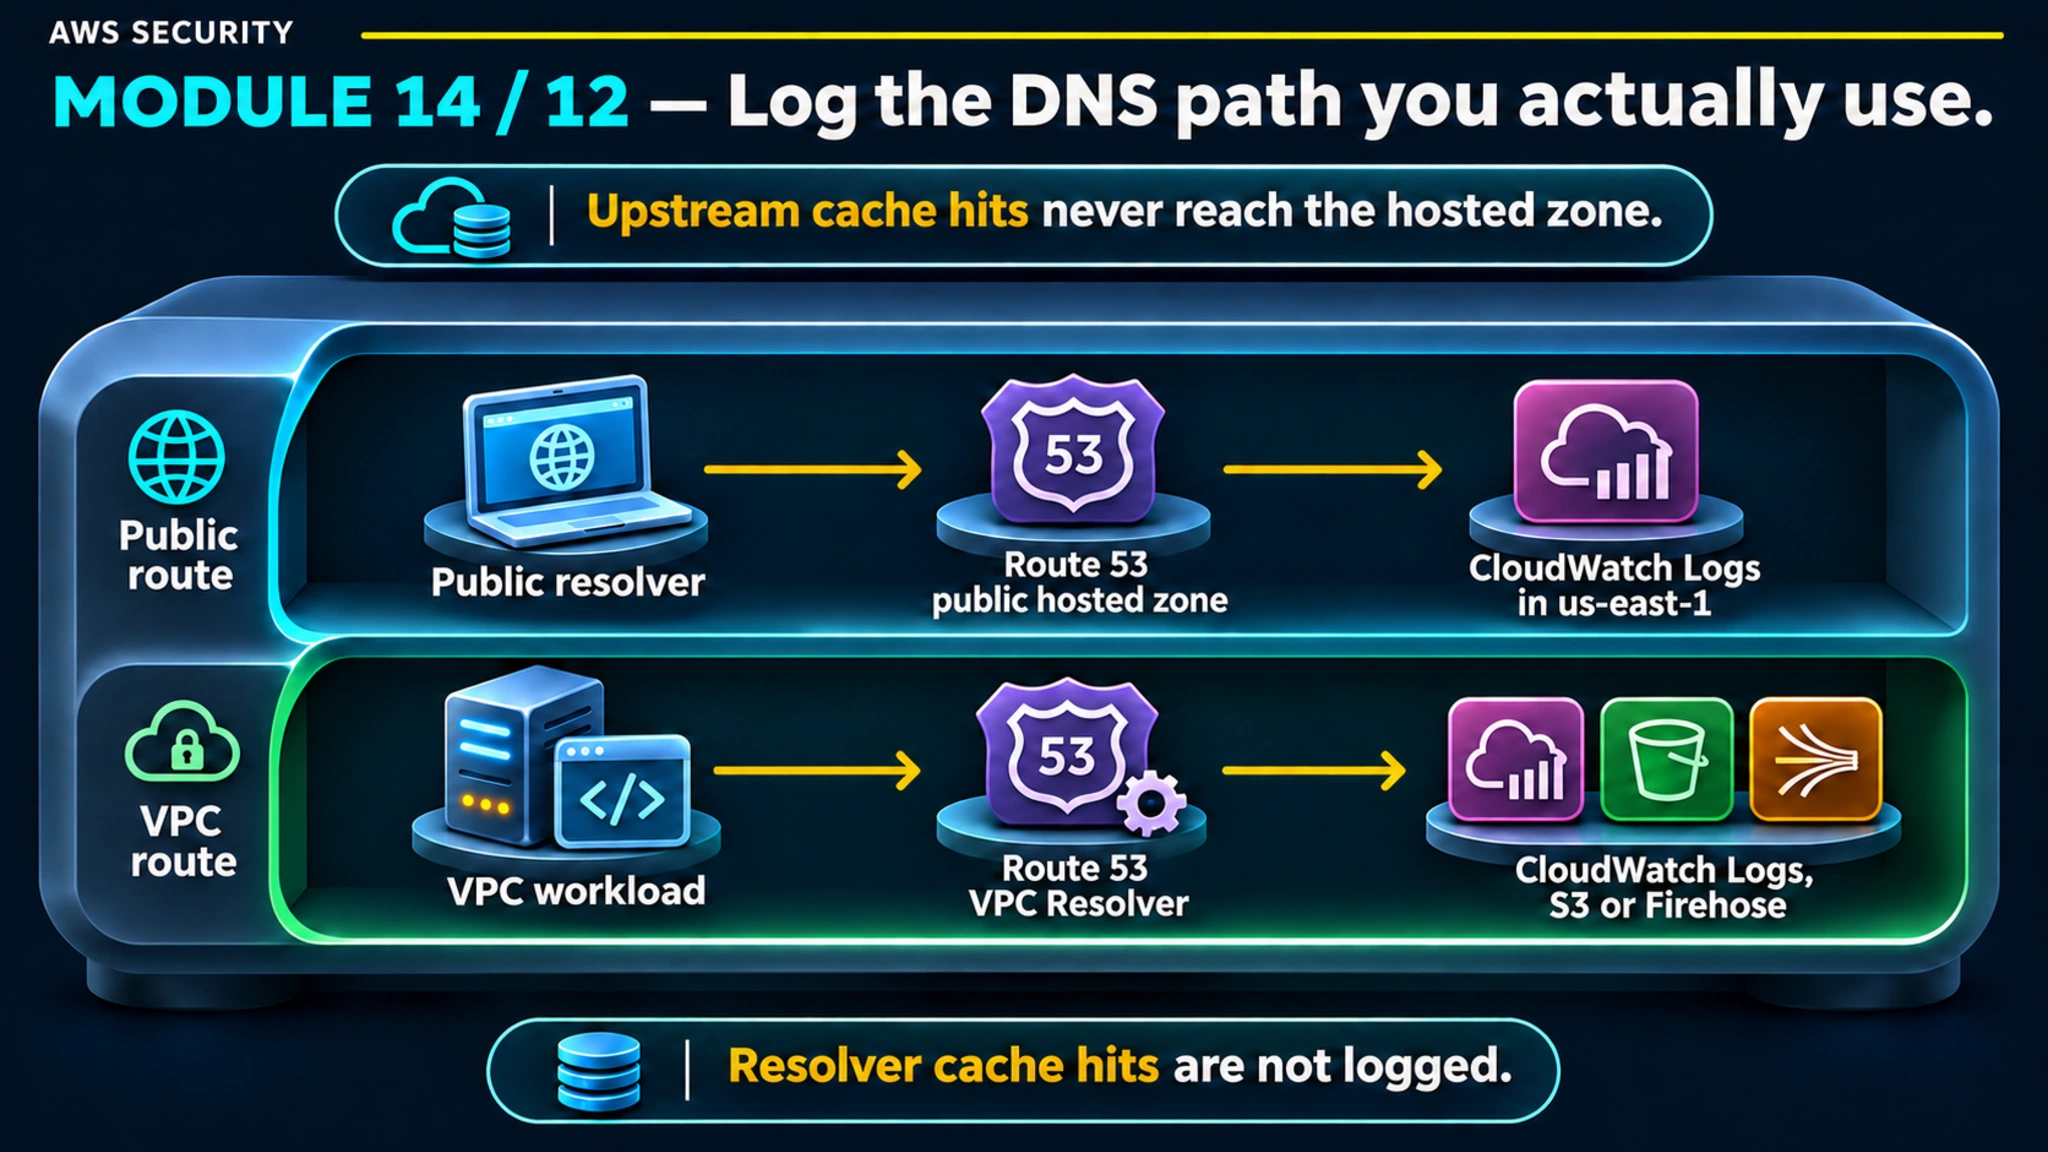 AWS SECURITY
MODULE 14 / 12 — Log the DNS path you actually use.
Upstream cache hits never reach the hosted zone.
Public
route
53
Public resolver
Route 53
public hosted zone
CloudWatch Logs
in us-east-1
VPC
route
</>
53
VPC workload
Route 53
VPC Resolver
CloudWatch Logs,
S3 or Firehose
Resolver cache hits are not logged.